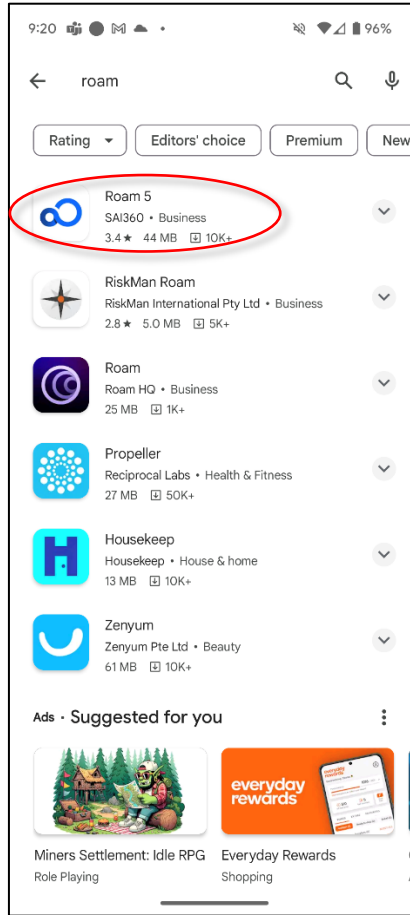 9:20
96%
roam
Rating
Editors' choice
Premium
New
Roam 5
SAI360 • Business
3.4★ 44 MB 10K+
RiskMan Roam
RiskMan International Pty Ltd • Business
2.8★ 5.0 MB 5K+
Roam
Roam HQ • Business
25 MB 1K+
Propeller
Reciprocal Labs • Health & Fitness
27 MB 50K+
Housekeep
Housekeep • House & home
13 MB 10K+
Zenyum
Zenyum Pte Ltd • Beauty
61 MB 10K+
Ads · Suggested for you
everyday
rewards
Miners Settlement: Idle RPG
Everyday Rewards
Role Playing
Shopping